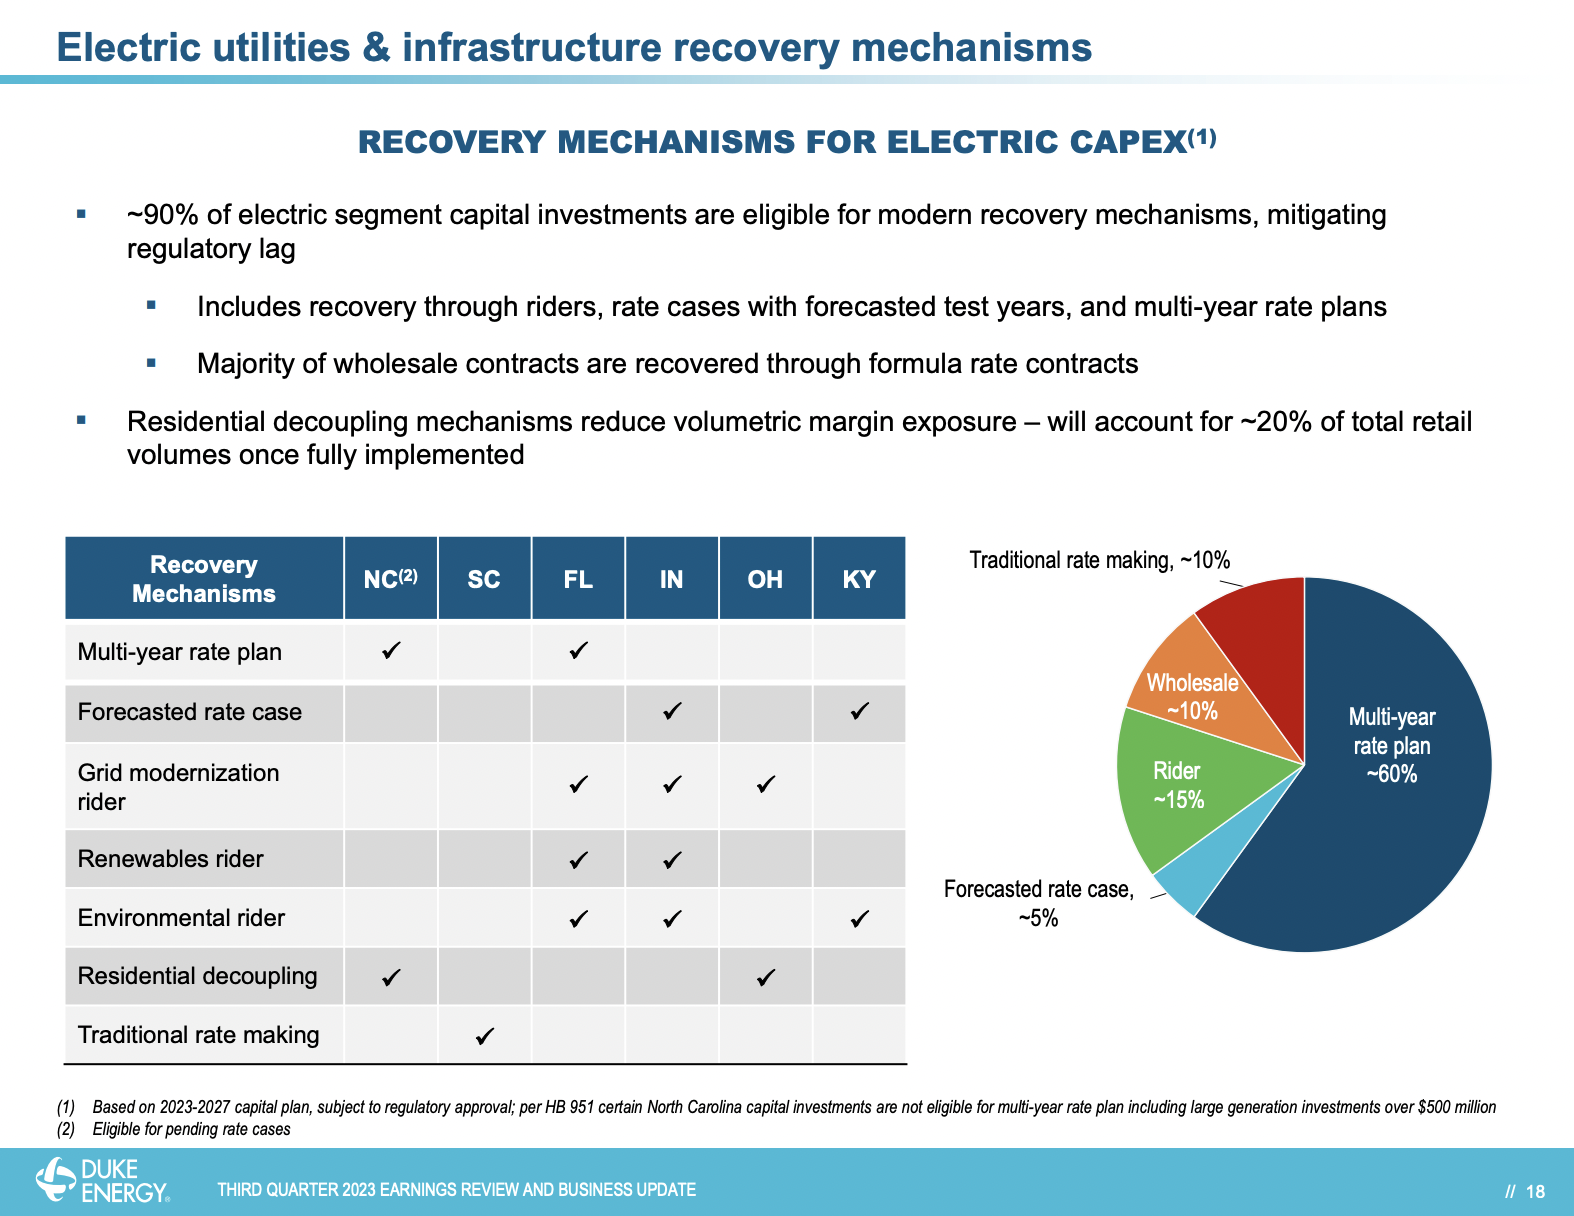 Electric utilities & infrastructure recovery mechanisms
RECOVERY MECHANISMS FOR ELECTRIC CAPEX(1)
▪ ~90% of electric segment capital investments are eligible for modern recovery mechanisms, mitigating
regulatory lag
▪ Includes recovery through riders, rate cases with forecasted test years, and multi-year rate plans
▪ Majority of wholesale contracts are recovered through formula rate contracts
▪ Residential decoupling mechanisms reduce volumetric margin exposure – will account for ~20% of total retail
volumes once fully implemented
Recovery
Mechanisms
NC(2) SC FL IN OH KY
Multi-year rate plan ✓ ✓
Forecasted rate case ✓ ✓
Grid modernization
rider ✓ ✓ ✓
Renewables rider ✓ ✓
Environmental rider ✓ ✓ ✓
Residential decoupling ✓ ✓
Traditional rate making ✓
Traditional rate making, ~10%
Wholesale
~10%
Multi-year
rate plan
~60%
Rider
~15%
Forecasted rate case,
~5%
(1) Based on 2023-2027 capital plan, subject to regulatory approval; per HB 951 certain North Carolina capital investments are not eligible for multi-year rate plan including large generation investments over $500 million
(2) Eligible for pending rate cases
DUKE
ENERGY®
THIRD QUARTER 2023 EARNINGS REVIEW AND BUSINESS UPDATE
// 18